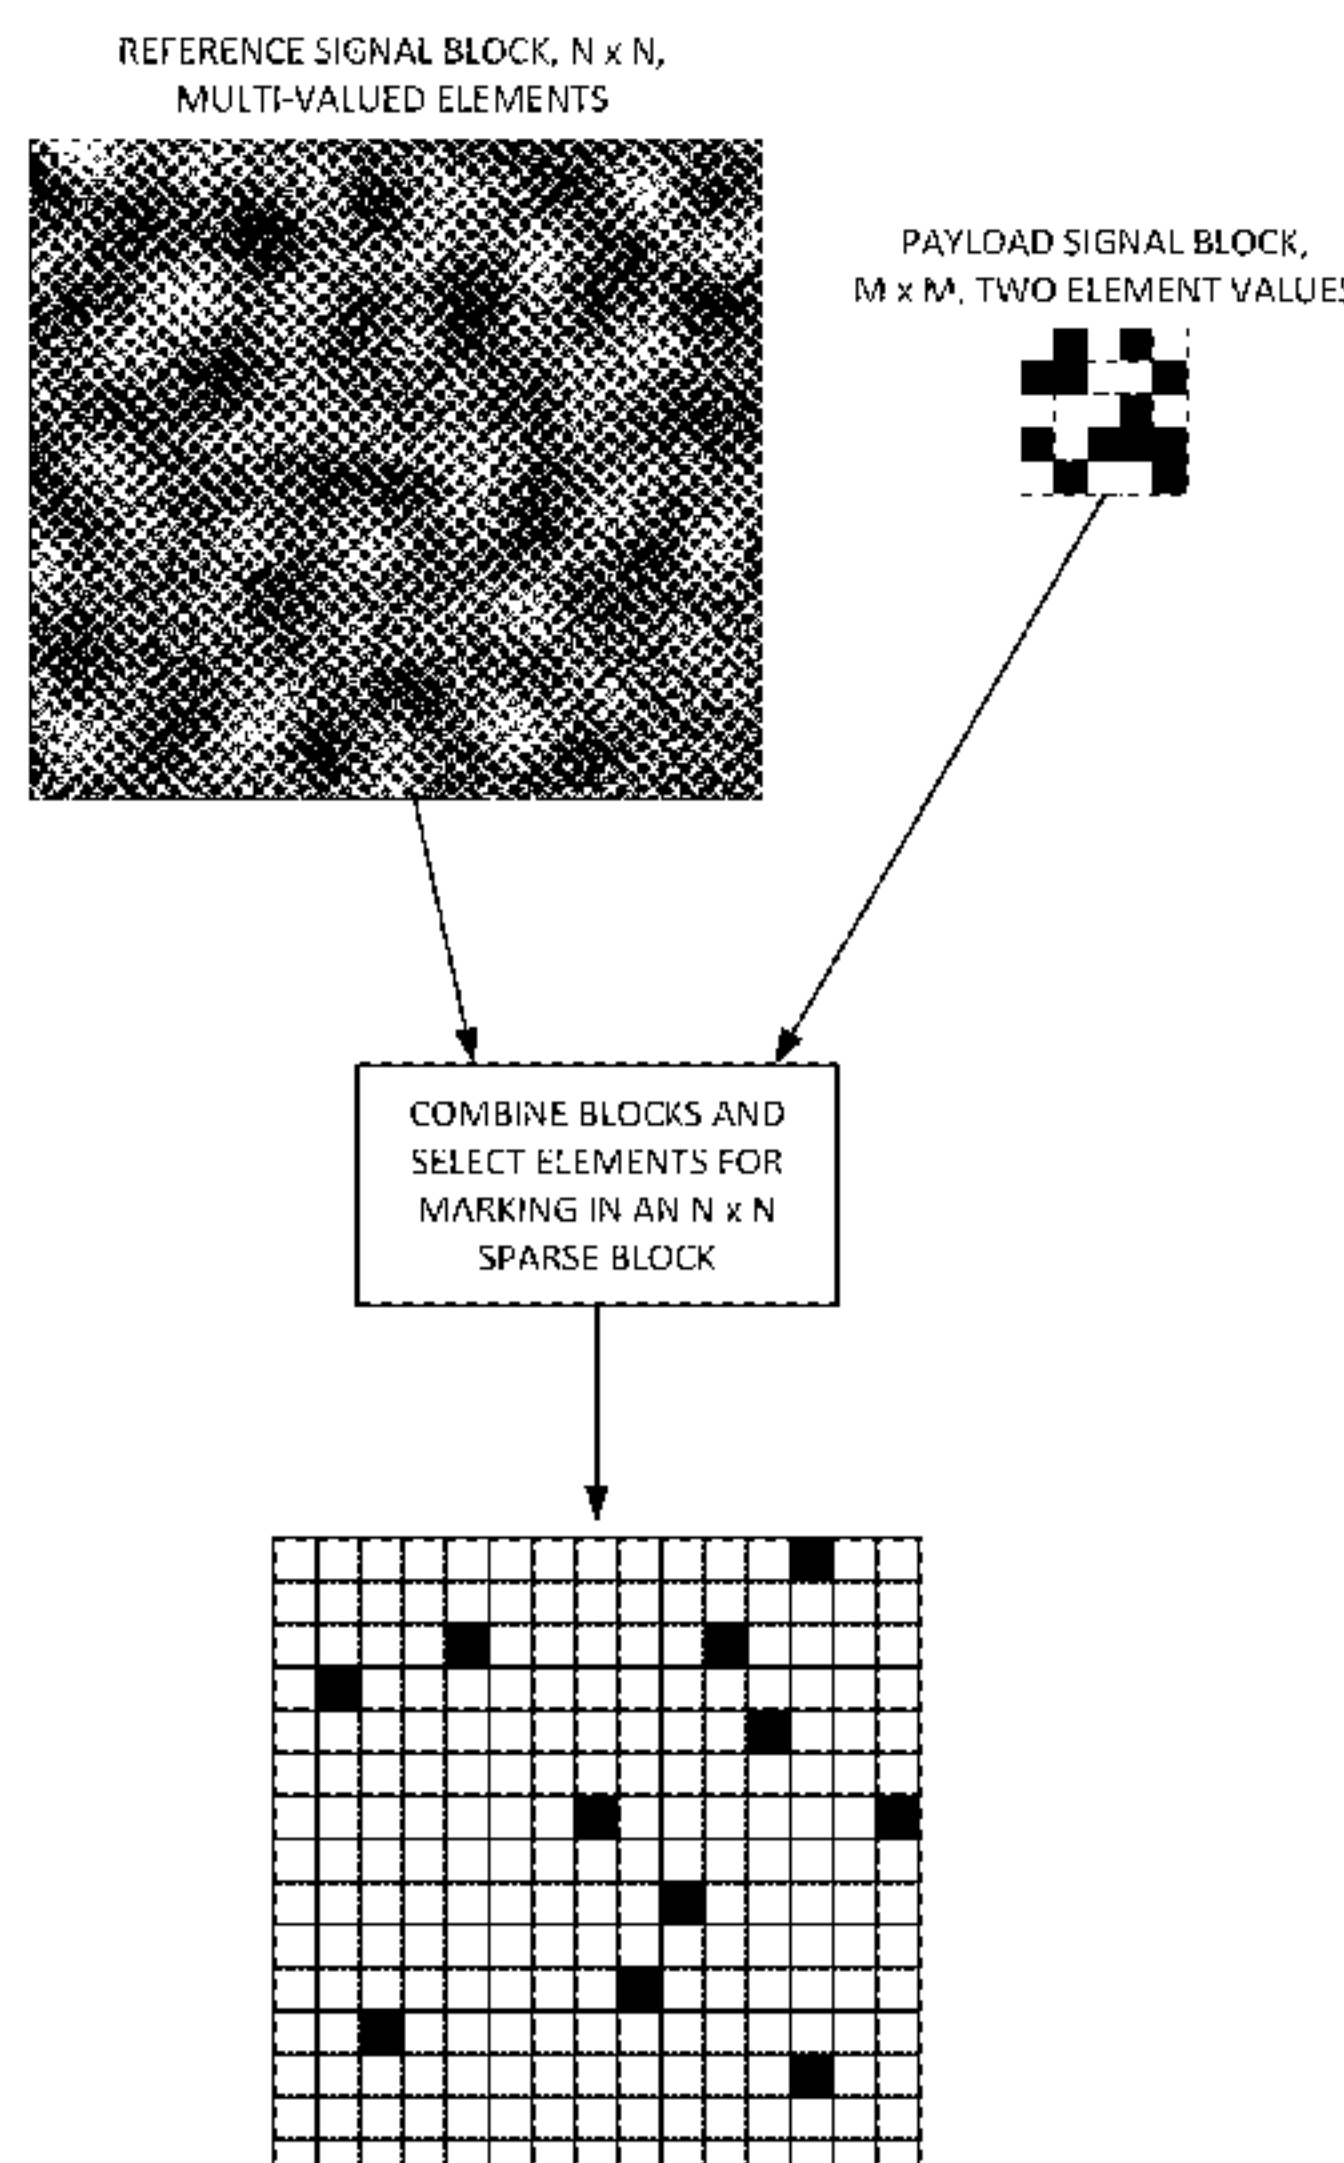 REFERENCE SIGNAL BLOCK, N x N,
MULTI-VALUED ELEMENTS
PAYLOAD SIGNAL BLOCK,
M x M, TWO ELEMENT VALUES
COMBINE BLOCKS AND
SELECT ELEMENTS FOR
MARKING IN AN N x N
SPARSE BLOCK